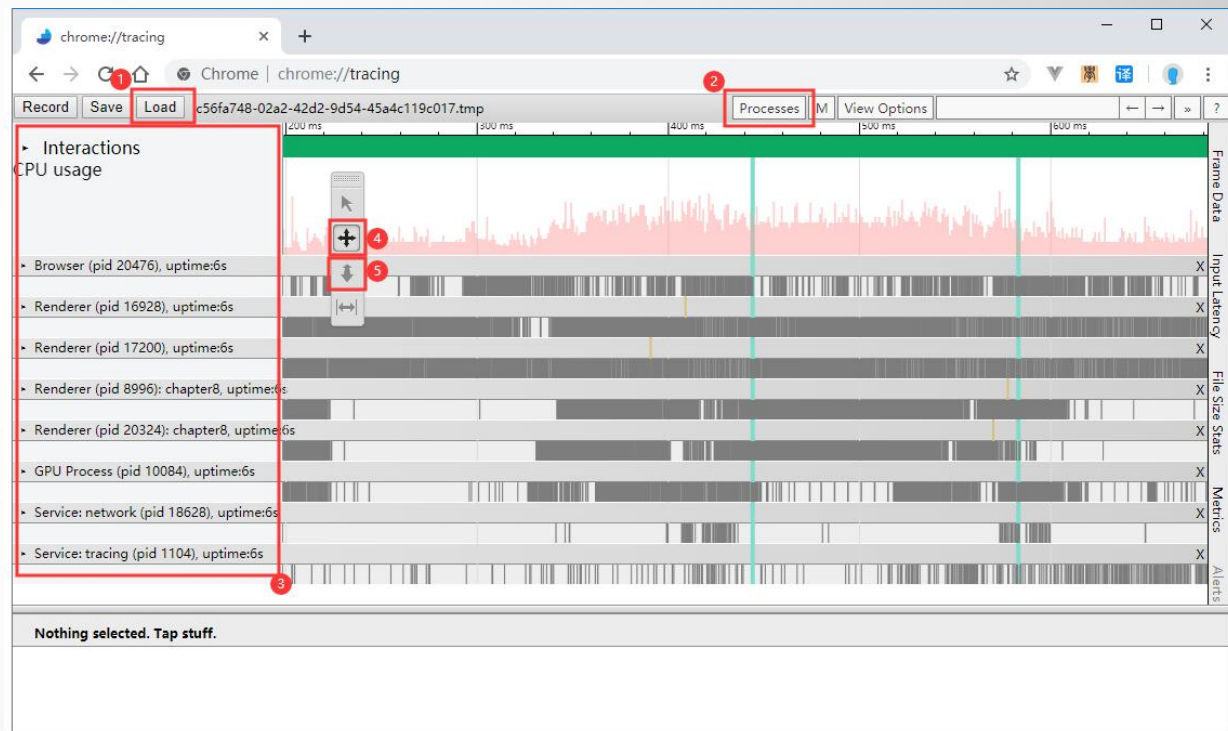 chrome://tracing
Chrome | chrome://tracing
译
1
2
Record Save Load c56fa748-02a2-42d2-9d54-45a4c119c017.tmp Processes M View Options ← → » ?
200 ms 300 ms 400 ms 500 ms 600 ms
Interactions
CPU usage
4
5
Browser (pid 20476), uptime:6s X
Renderer (pid 16928), uptime:6s X
Renderer (pid 17200), uptime:6s X
Renderer (pid 8996): chapter8, uptime:6s X
Renderer (pid 20324): chapter8, uptime:6s X
GPU Process (pid 10084), uptime:6s X
Service: network (pid 18628), uptime:6s X
Service: tracing (pid 1104), uptime:6s X
3
Frame Data
Input Latency
File Size Stats
Metrics
Alerts
Nothing selected. Tap stuff.